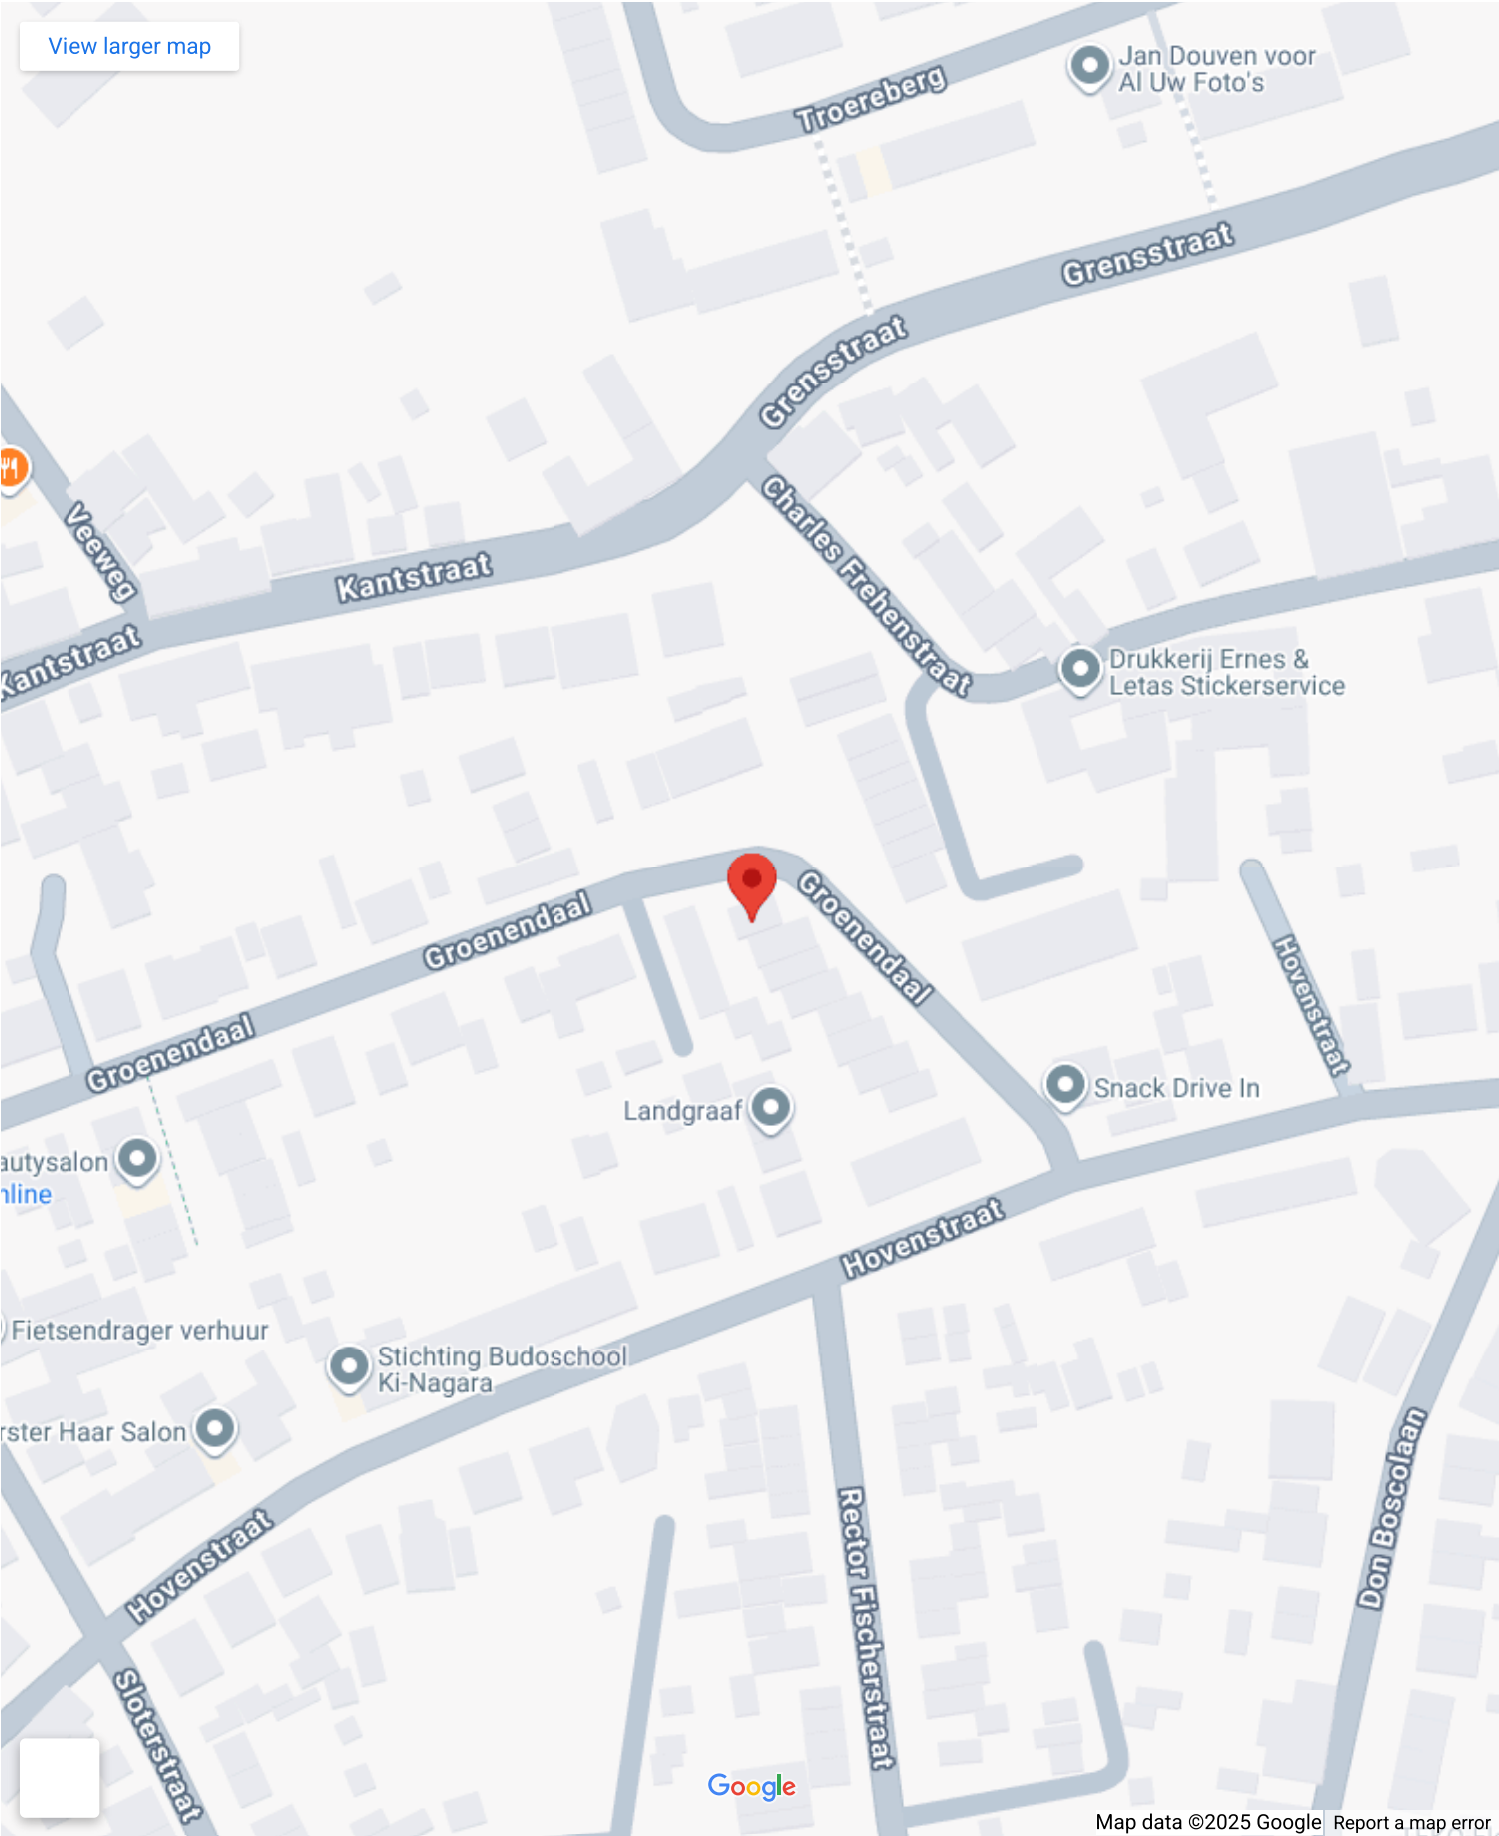 View larger map
Jan Douven voor
Al Uw Foto's
Troereberg
Grensstraat
Grensstraat
Charles Frehenstraat
Veeweg
Kantstraat
Kantstraat
Drukkerij Ernes &
Letas Stickerservice
Groenendaal
Groenendaal
Groenendaal
Hovenstraat
Snack Drive In
Landgraaf
autysalon
nline
Hovenstraat
Fietsendrager verhuur
Stichting Budoschool
Ki-Nagara
rster Haar Salon
Hovenstraat
Rector Fischerstraat
Don Boscolaan
Sloterstraat
Google
Map data ©2025 Google
Report a map error